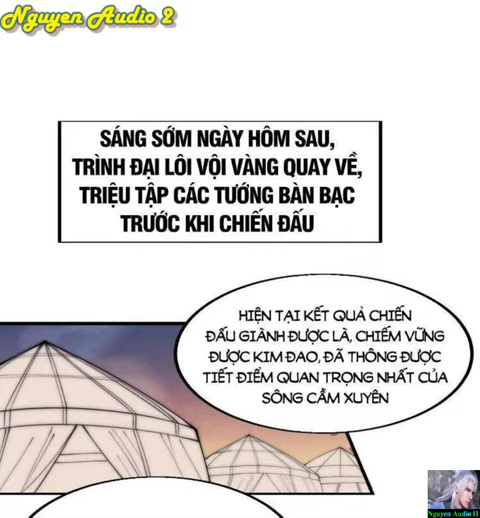 Nguyen Audio 2
SÁNG SỚM NGÀY HÔM SAU,
TRÌNH ĐẠI LÔI VỘI VÀNG QUAY VỀ,
TRIỆU TẬP CÁC TƯỚNG BÀN BẠC
TRƯỚC KHI CHIẾN ĐẤU
HIỆN TẠI KẾT QUẢ CHIẾN
ĐẤU GIÀNH ĐƯỢC LÀ, CHIẾM VỮNG
ĐƯỢC KIM ĐAO, ĐÃ THÔNG ĐƯỢC
TIẾT ĐIỂM QUAN TRỌNG NHẤT CỦA
SÔNG CẦM XUYÊN
Nguyen Audio II